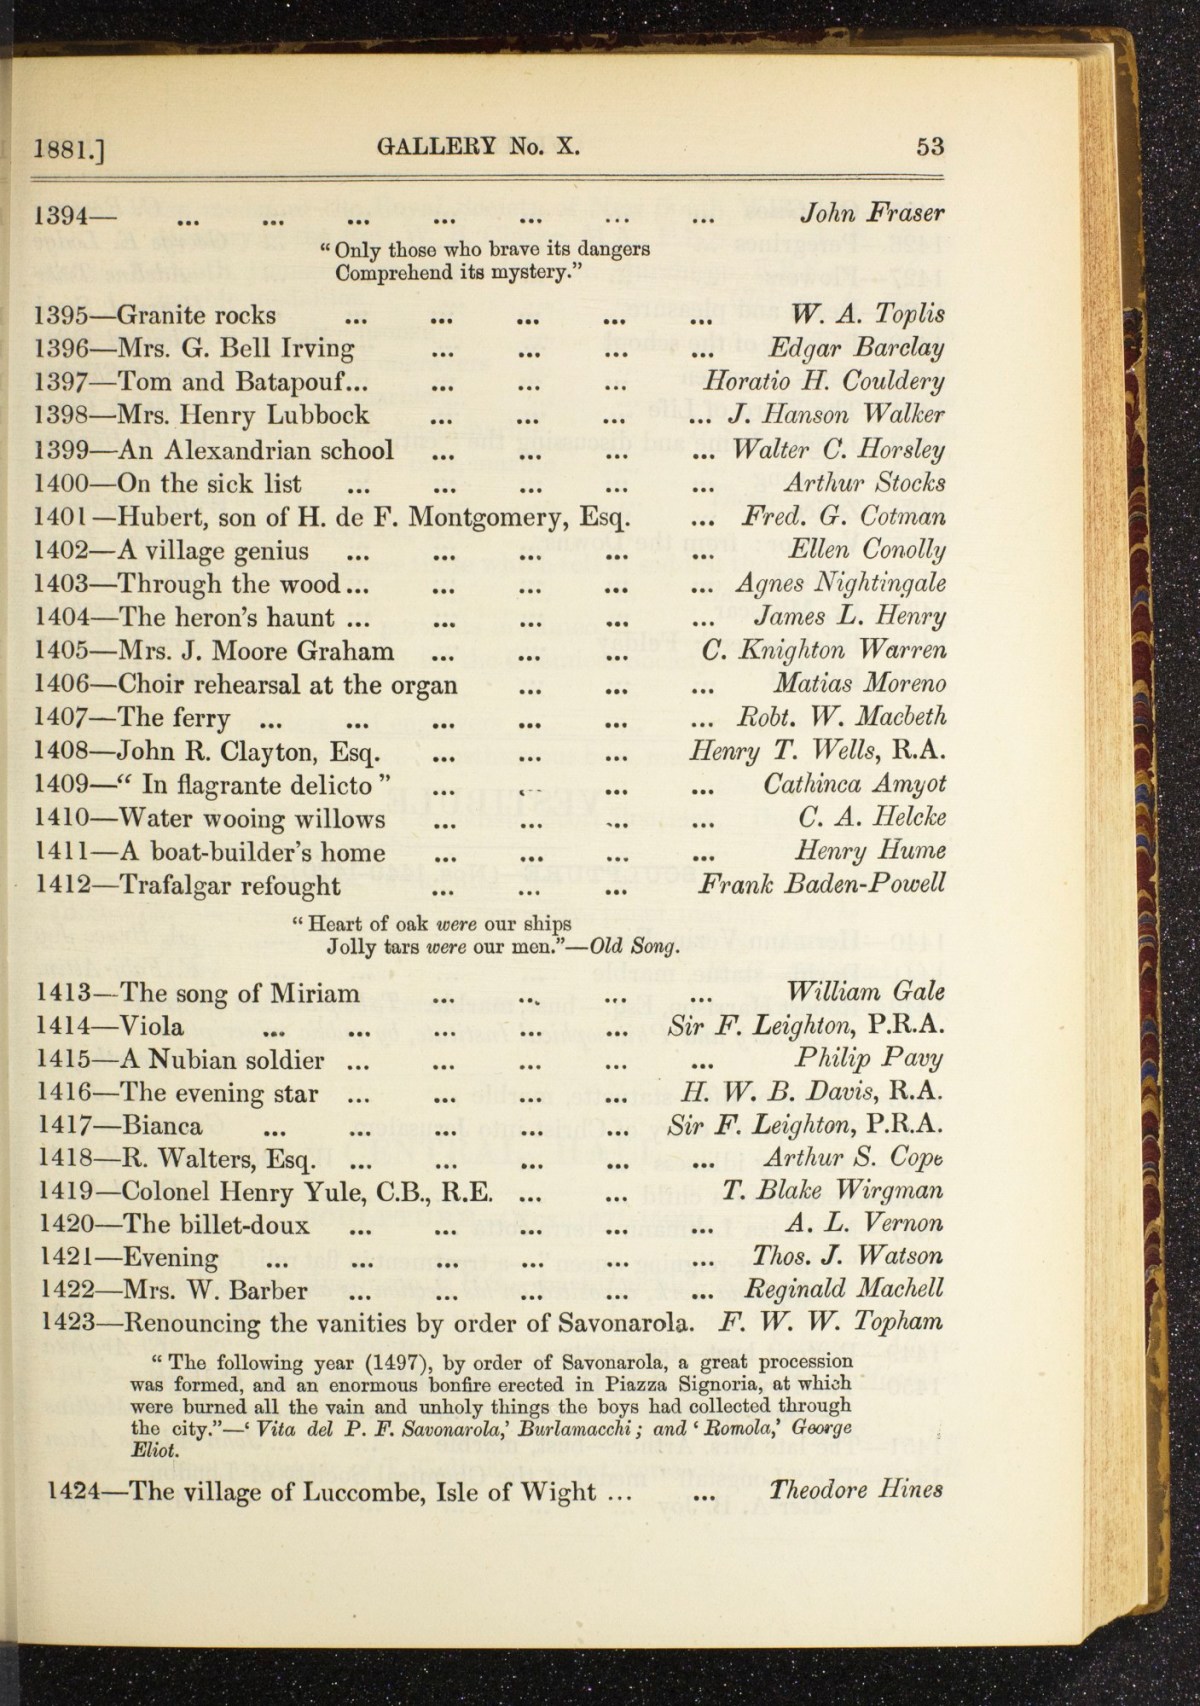 1881.] GALLERY No. X. 53
1394— ... ... ... ... ... ... ... John Fraser
“Only those who brave its dangers
Comprehend its mystery.”
1395—Granite rocks ... ... ... ... ... W. A. Toplis
1396—Mrs. G. Bell Irving ... ... ... ... Edgar Barclay
1397—Tom and Batapouf... ... ... ... Horatio H. Couldery
1398—Mrs. Henry Lubbock ... ... ... ... J. Hanson Walker
1399—An Alexandrian school ... ... ... ... Walter C. Horsley
1400—On the sick list ... ... ... ... ... Arthur Stocks
1401—Hubert, son of H. de F. Montgomery, Esq. ... Fred. G. Cotman
1402—A village genius ... ... ... ... ... Ellen Conolly
1403—Through the wood... ... ... ... ... Agnes Nightingale
1404—The heron's haunt ... ... ... ... ... James L. Henry
1405—Mrs. J. Moore Graham ... ... ... C. Knighton Warren
1406—Choir rehearsal at the organ ... ... ... Matias Moreno
1407—The ferry ... ... ... ... ... ... Robt. W. Macbeth
1408—John R. Clayton, Esq. ... ... ... Henry T. Wells, R.A.
1409—“ In flagrante delicto ” ... ... ... ... Cathinca Amyot
1410—Water wooing willows ... ... ... ... C. A. Helcke
1411—A boat-builder's home ... ... ... ... Henry Hume
1412—Trafalgar refought ... ... ... Frank Baden-Powell
“Heart of oak were our ships
Jolly tars were our men.”—Old Song.
1413—The song of Miriam ... ... ... ... William Gale
1414—Viola ... ... ... ... ... Sir F. Leighton, P.R.A.
1415—A Nubian soldier ... ... ... ... ... Philip Pavy
1416—The evening star ... ... ... ... H. W. B. Davis, R.A.
1417—Bianca ... ... ... ... ... Sir F. Leighton, P.R.A.
1418—R. Walters, Esq. ... ... ... ... ... Arthur S. Cope
1419—Colonel Henry Yule, C.B., R.E. ... ... T. Blake Wirgman
1420—The billet-doux ... ... ... ... ... A. L. Vernon
1421—Evening ... ... ... ... ... ... Thos. J. Watson
1422—Mrs. W. Barber ... ... ... ... ... Reginald Machell
1423—Renouncing the vanities by order of Savonarola. F. W. W. Topham
“ The following year (1497), by order of Savonarola, a great procession
was formed, and an enormous bonfire erected in Piazza Signoria, at which
were burned all the vain and unholy things the boys had collected through
the city.”—‘ Vita del P. F. Savonarola,’ Burlamacchi; and ‘ Romola,’ George
Eliot.
1424—The village of Luccombe, Isle of Wight ... ... Theodore Hines